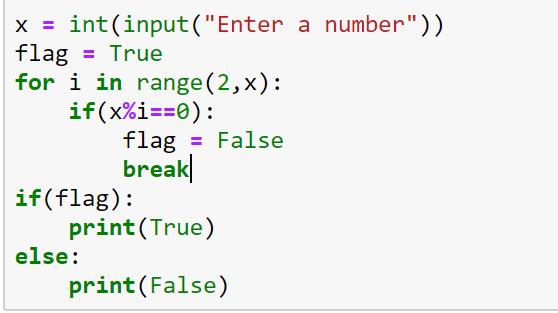 x = int(input("Enter a number"))
flag = True
for i in range(2,x):
    if(x%i==0):
        flag = False
        break
if(flag):
    print(True)
else:
    print(False)